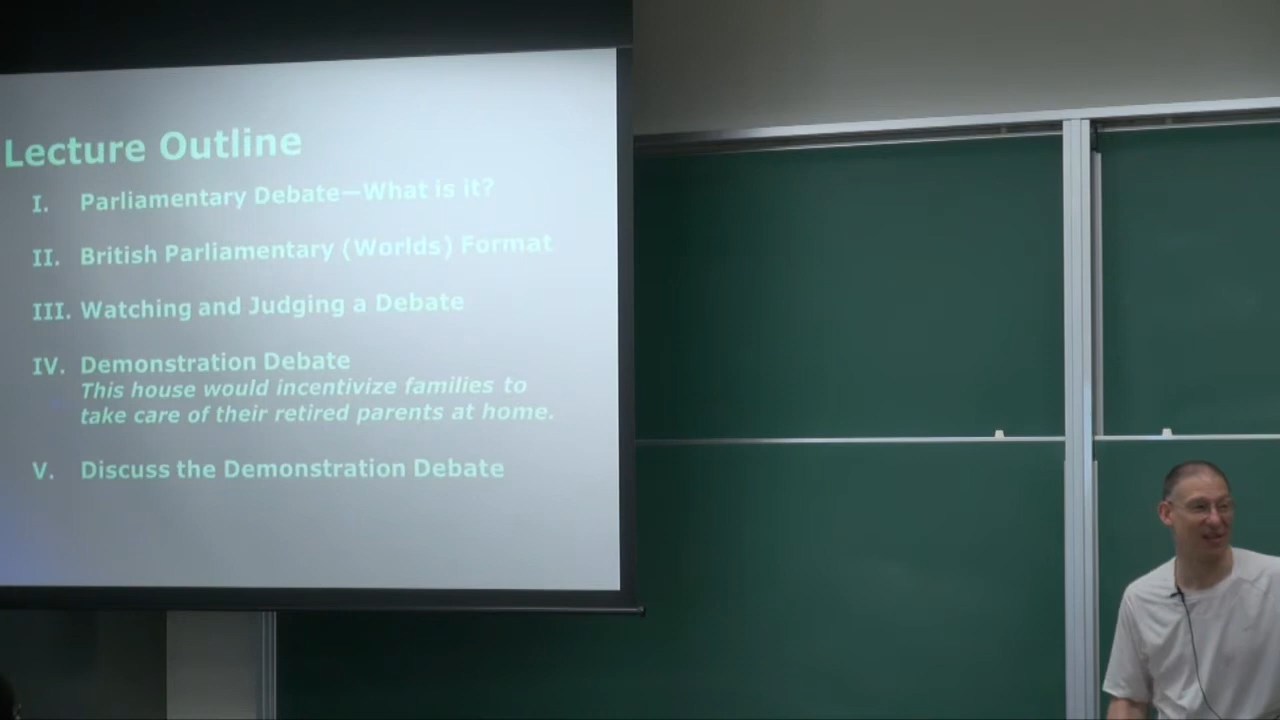 Lecture Outline
I. Parliamentary Debate—What is it?
II. British Parliamentary (Worlds) Format
III. Watching and Judging a Debate
IV. Demonstration Debate
This house would incentivize families to
take care of their retired parents at home.
V. Discuss the Demonstration Debate